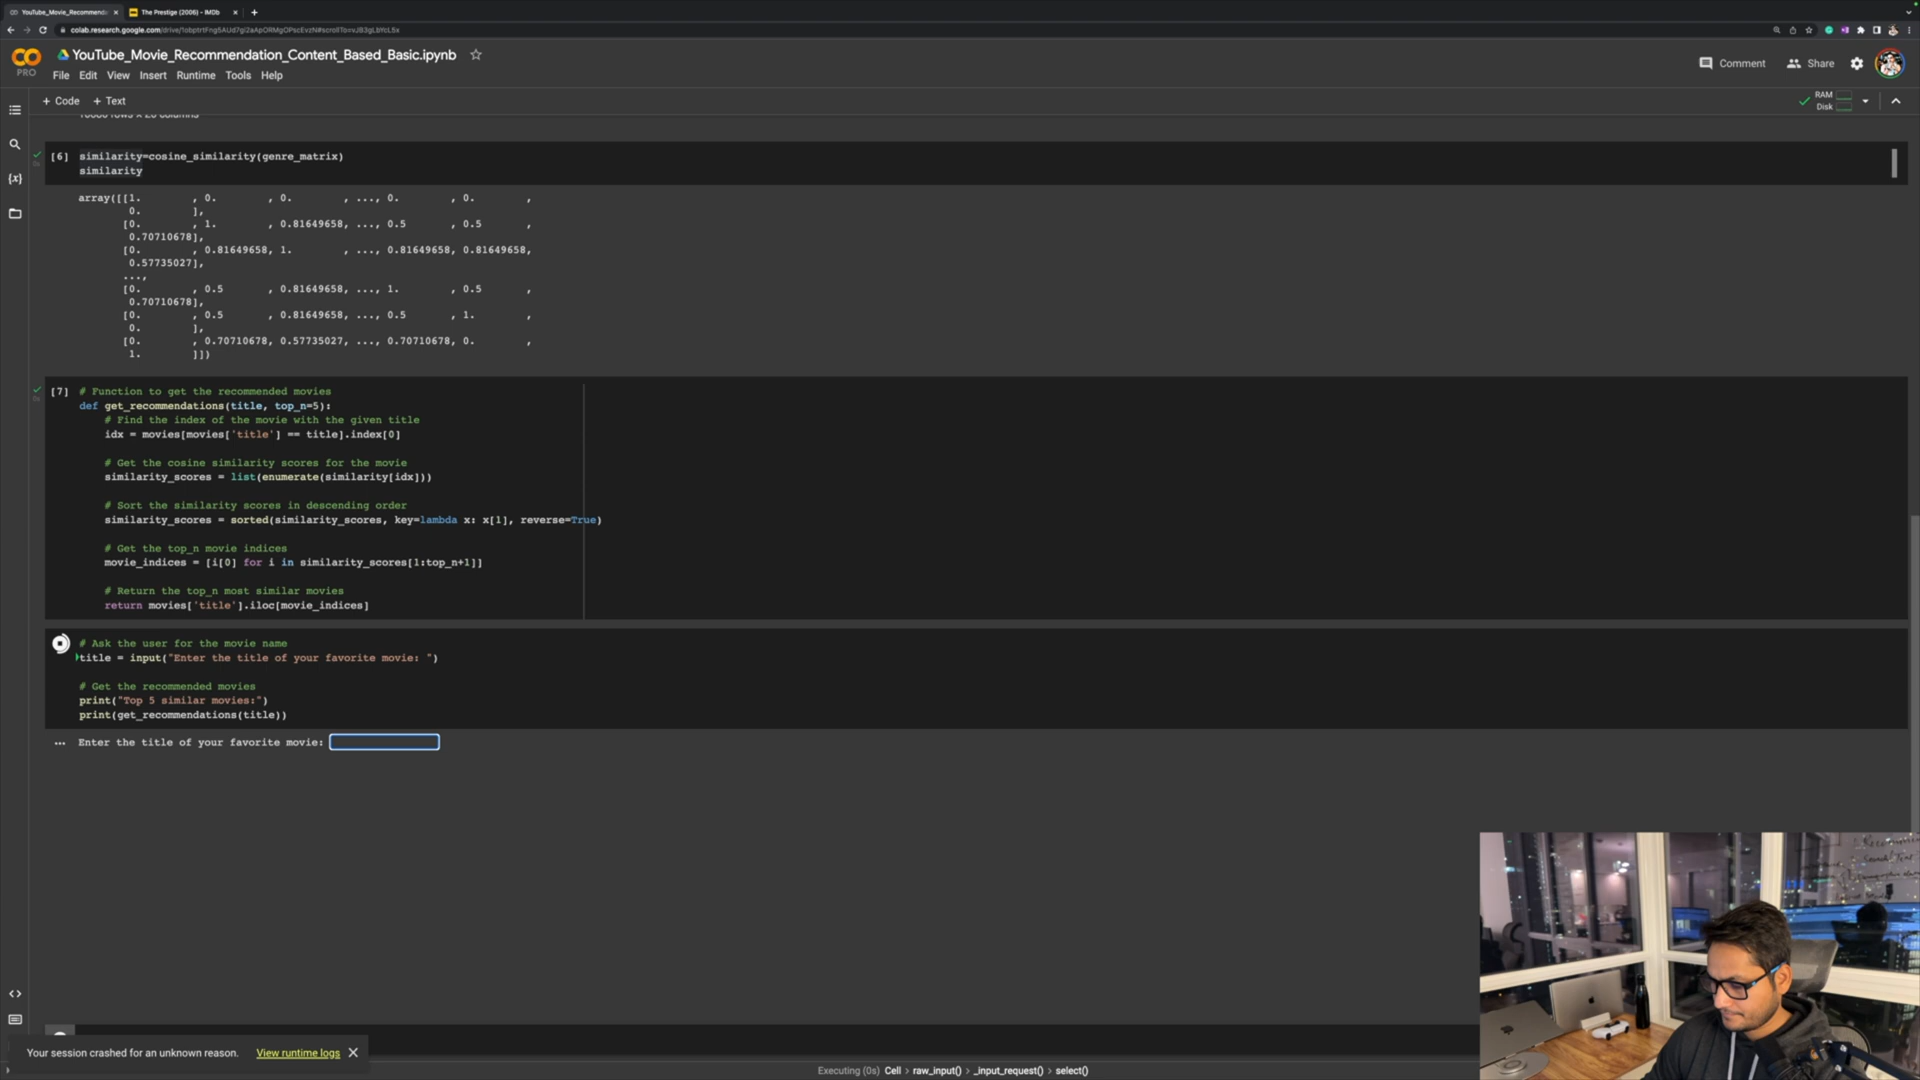 YouTube_Movie_Recommend
The Prestige (2006) - IMDb
YouTube_Movie_Recommendation_Content_Based_Basic.ipynb
PRO
File Edit View Insert Runtime Tools Help
Comment
Share
+ Code + Text
RAM
Disk
[6] similarity=cosine_similarity(genre_matrix)
similarity
array([[1. , 0. , 0. , ..., 0. , 0. ,
0. ],
[0. , 1. , 0.81649658, ..., 0.5 , 0.5 ,
0.70710678],
[0. , 0.81649658, 1. , ..., 0.81649658, 0.81649658,
0.57735027],
...,
[0. , 0.5 , 0.81649658, ..., 1. , 0.5 ,
0.70710678],
[0. , 0.5 , 0.81649658, ..., 0.5 , 1. ,
0. ],
[0. , 0.70710678, 0.57735027, ..., 0.70710678, 0. ,
1. ]])
[7] # Function to get the recommended movies
def get_recommendations(title, top_n=5):
# Find the index of the movie with the given title
idx = movies[movies['title'] == title].index[0]
# Get the cosine similarity scores for the movie
similarity_scores = list(enumerate(similarity[idx]))
# Sort the similarity scores in descending order
similarity_scores = sorted(similarity_scores, key=lambda x: x[1], reverse=True)
# Get the top_n movie indices
movie_indices = [i[0] for i in similarity_scores[1:top_n+1]]
# Return the top_n most similar movies
return movies['title'].iloc[movie_indices]
# Ask the user for the movie name
title = input("Enter the title of your favorite movie: ")
# Get the recommended movies
print("Top 5 similar movies:")
print(get_recommendations(title))
... Enter the title of your favorite movie:
Your session crashed for an unknown reason. View runtime logs
Executing (0s) Cell > raw_input() > _input_request() > select()